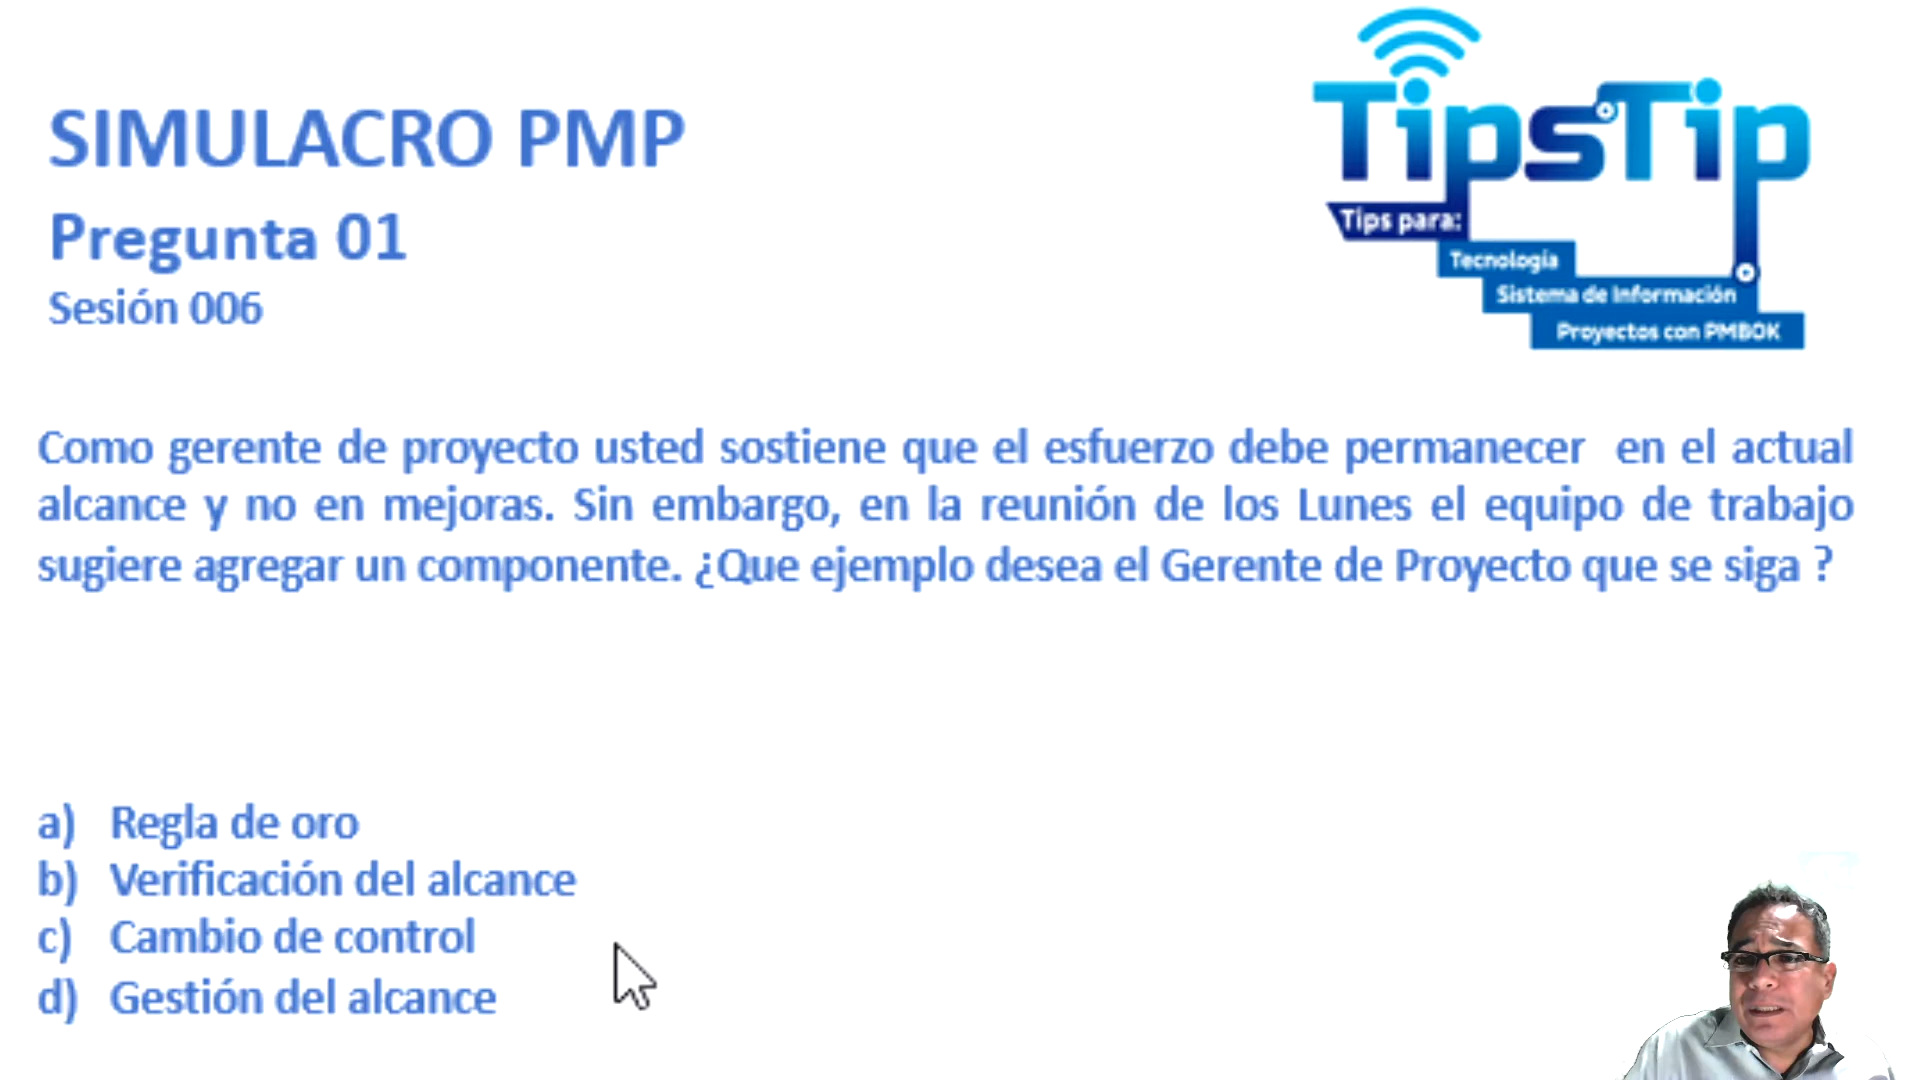 SIMULACRO PMP
Pregunta 01
Sesión 006
TipsTip
Tips para:
Tecnología
Sistema de Información
Proyectos con PMBOK
Como gerente de proyecto usted sostiene que el esfuerzo debe permanecer en el actual
alcance y no en mejoras. Sin embargo, en la reunión de los Lunes el equipo de trabajo
sugiere agregar un componente. ¿Que ejemplo desea el Gerente de Proyecto que se siga ?
a) Regla de oro
b) Verificación del alcance
c) Cambio de control
d) Gestión del alcance